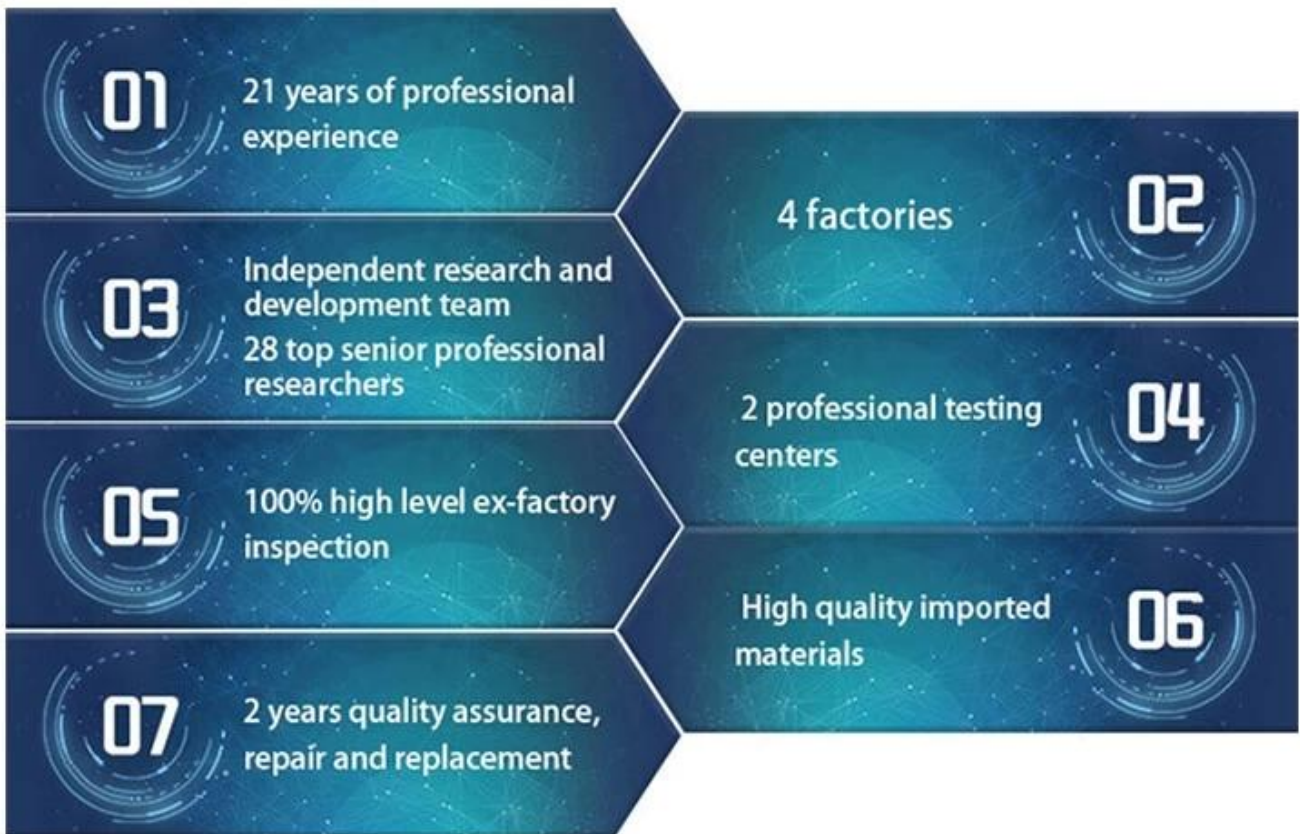 01
21 years of professional
experience
02
4 factories
03
Independent research and
development team
28 top senior professional
researchers
04
2 professional testing
centers
05
100% high level ex-factory
inspection
06
High quality imported
materials
07
2 years quality assurance,
repair and replacement